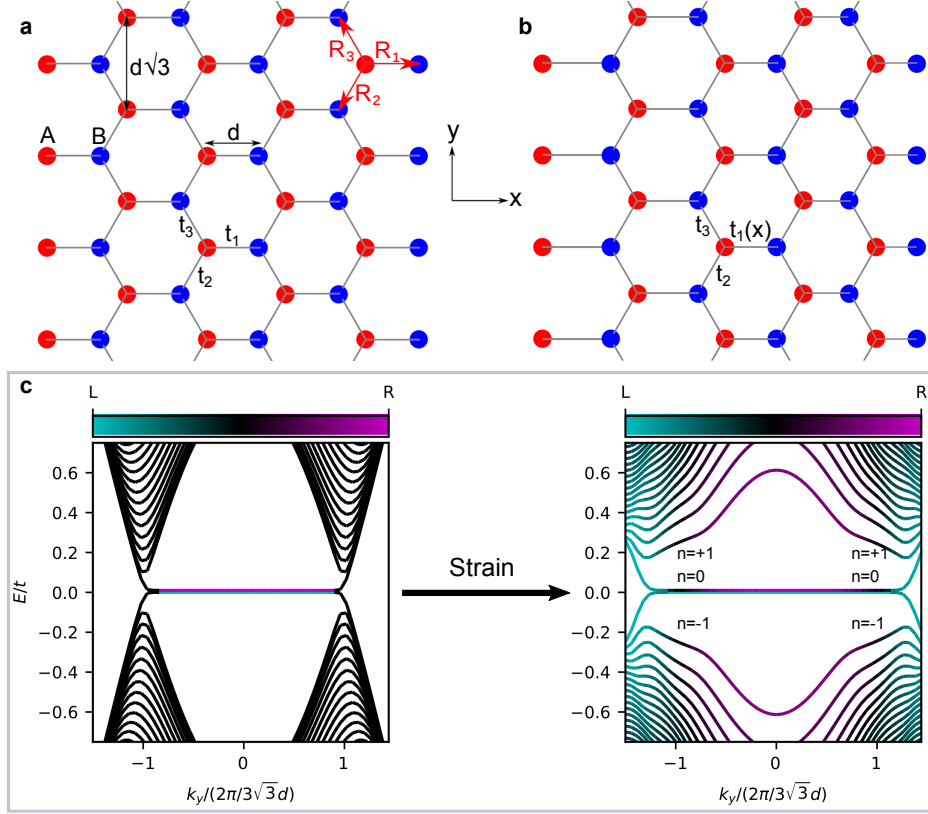 a
b
d√3
R3
R1
R2
A
B
d
y
x
t3
t1
t2
t3
t1(x)
t2
c
L
R
L
R
0.6
0.4
0.2
0.0
−0.2
−0.4
−0.6
E/t
−1
0
1
ky/(2π/3√3d)
Strain
0.6
0.4
0.2
0.0
−0.2
−0.4
−0.6
n=+1
n=+1
n=0
n=0
n=-1
n=-1
−1
0
1
ky/(2π/3√3d)